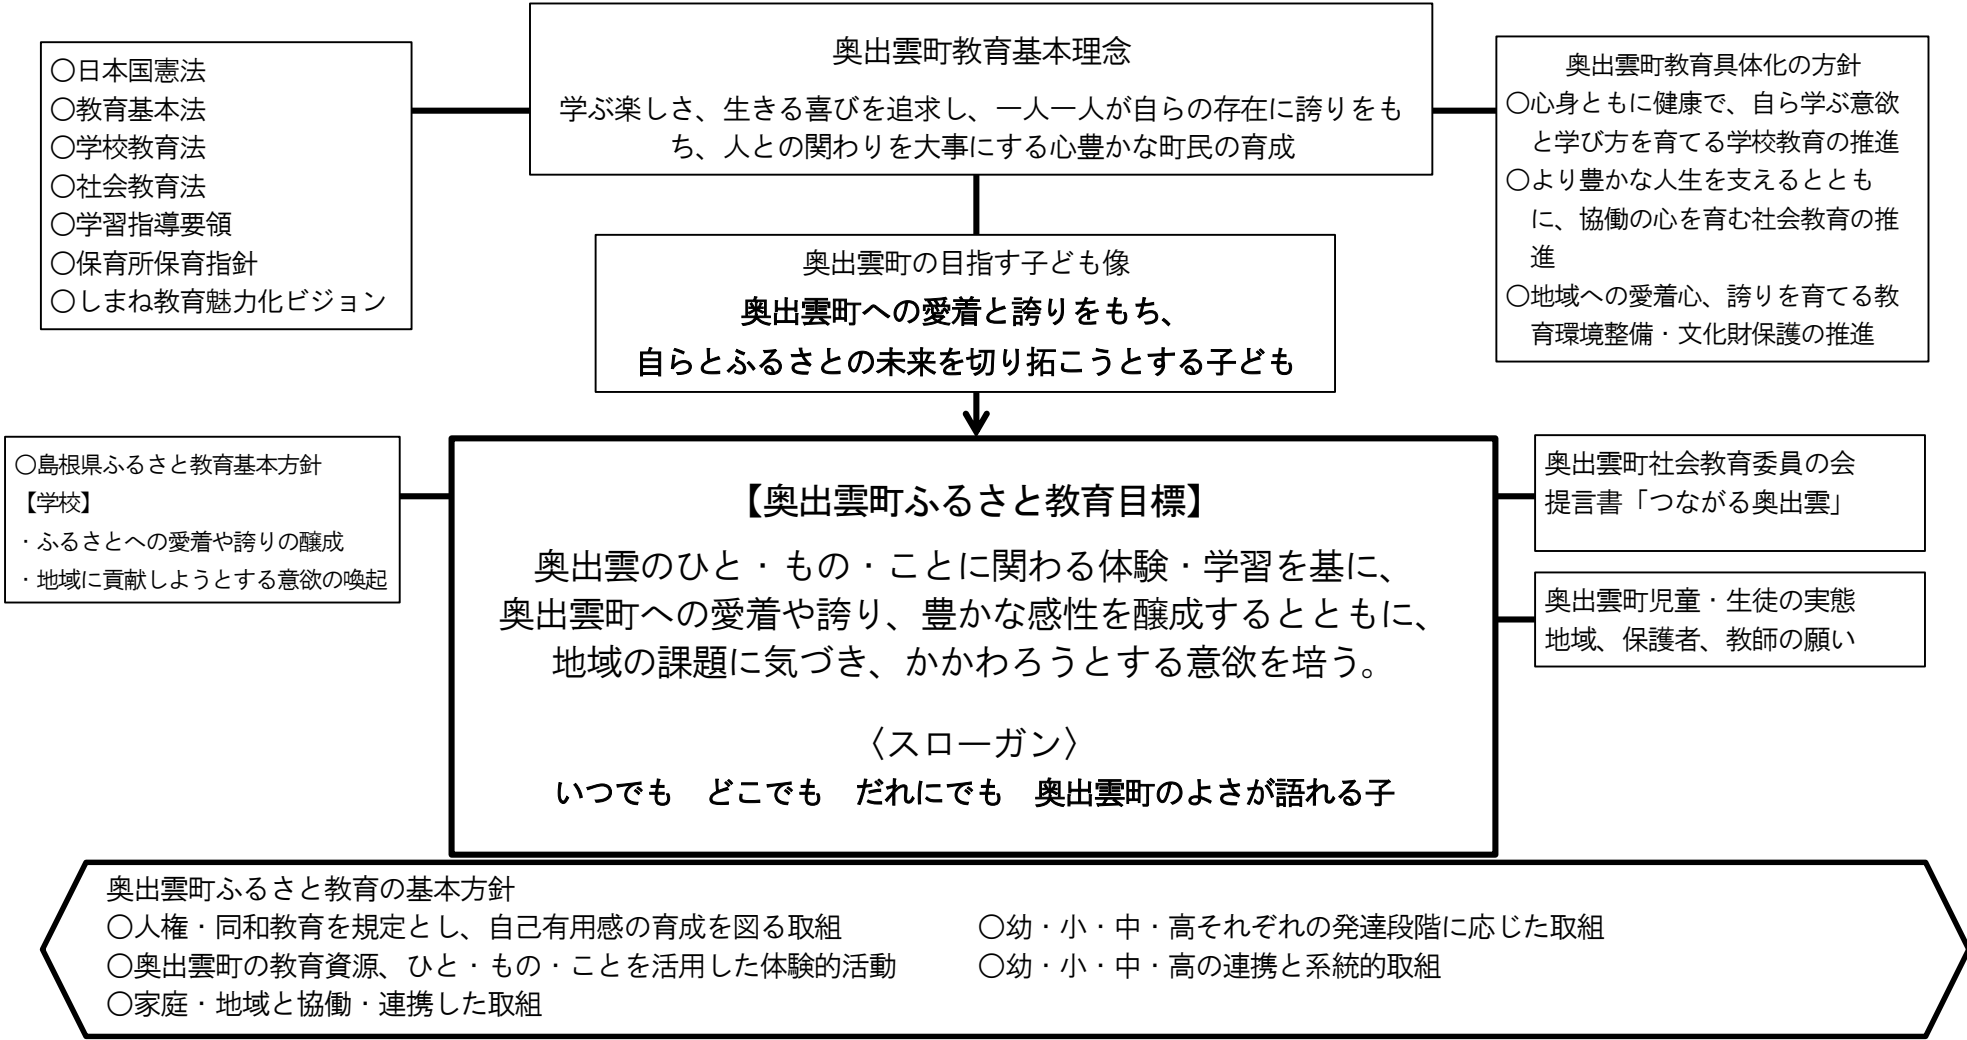 奥出雲町教育基本理念
学ぶ楽しさ、生きる喜びを追求し、一人一人が自らの存在に誇りをも
ち、人との関わりを大事にする心豊かな町民の育成
〇日本国憲法
〇教育基本法
〇学校教育法
〇社会教育法
〇学習指導要領
〇保育所保育指針
〇しまね教育魅力化ビジョン
奥出雲町教育具体化の方針
〇心身ともに健康で、自ら学ぶ意欲
と学び方を育てる学校教育の推進
〇より豊かな人生を支えるととも
に、協働の心を育む社会教育の推
進
〇地域への愛着心、誇りを育てる教
育環境整備・文化財保護の推進
奥出雲町の目指す子ども像
奥出雲町への愛着と誇りをもち、
自らとふるさとの未来を切り拓こうとする子ども
〇島根県ふるさと教育基本方針
【学校】
・ふるさとへの愛着や誇りの醸成
・地域に貢献しようとする意欲の喚起
【奥出雲町ふるさと教育目標】
奥出雲のひと・もの・ことに関わる体験・学習を基に、
奥出雲町への愛着や誇り、豊かな感性を醸成するとともに、
地域の課題に気づき、かかわろうとする意欲を培う。
〈スローガン〉
いつでも　どこでも　だれにでも　奥出雲町のよさが語れる子
奥出雲町社会教育委員の会
提言書「つながる奥出雲」
奥出雲町児童・生徒の実態
地域、保護者、教師の願い
奥出雲町ふるさと教育の基本方針
〇人権・同和教育を規定とし、自己有用感の育成を図る取組
〇奥出雲町の教育資源、ひと・もの・ことを活用した体験的活動
〇家庭・地域と協働・連携した取組
〇幼・小・中・高それぞれの発達段階に応じた取組
〇幼・小・中・高の連携と系統的取組